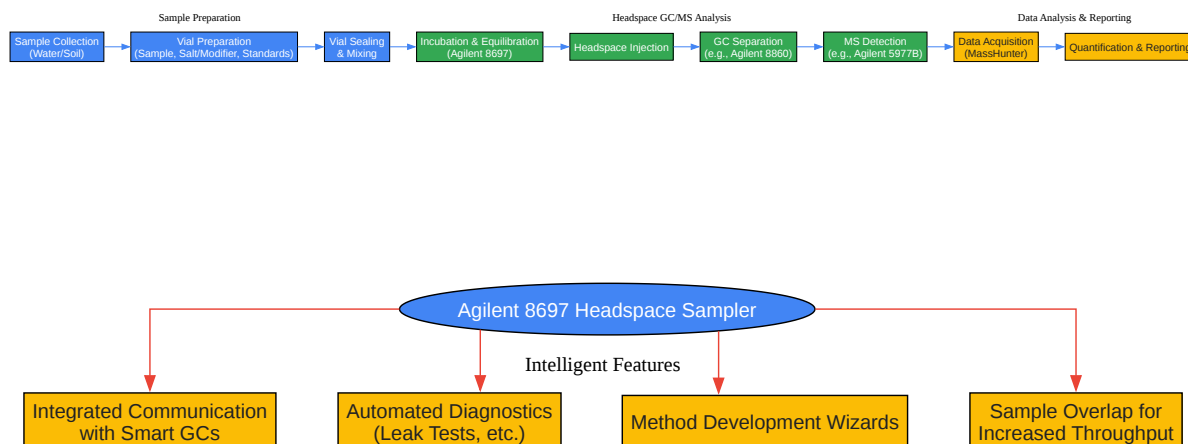 Sample Preparation
Headspace GC/MS Analysis
Data Analysis & Reporting
Sample Collection
(Water/Soil)
Vial Preparation
(Sample, Salt/Modifier, Standards)
Vial Sealing
& Mixing
Incubation & Equilibration
(Agilent 8697)
Headspace Injection
GC Separation
(e.g., Agilent 8860)
MS Detection
(e.g., Agilent 5977B)
Data Acquisition
(MassHunter)
Quantification & Reporting
Agilent 8697 Headspace Sampler
Intelligent Features
Integrated Communication
with Smart GCs
Automated Diagnostics
(Leak Tests, etc.)
Method Development Wizards
Sample Overlap for
Increased Throughput